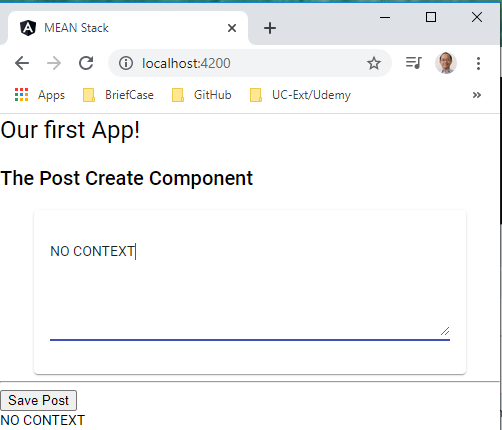 MEAN Stack
localhost:4200
Apps BriefCase GitHub UC-Ext/Udemy »
Our first App!
The Post Create Component
NO CONTEXT
Save Post
NO CONTEXT